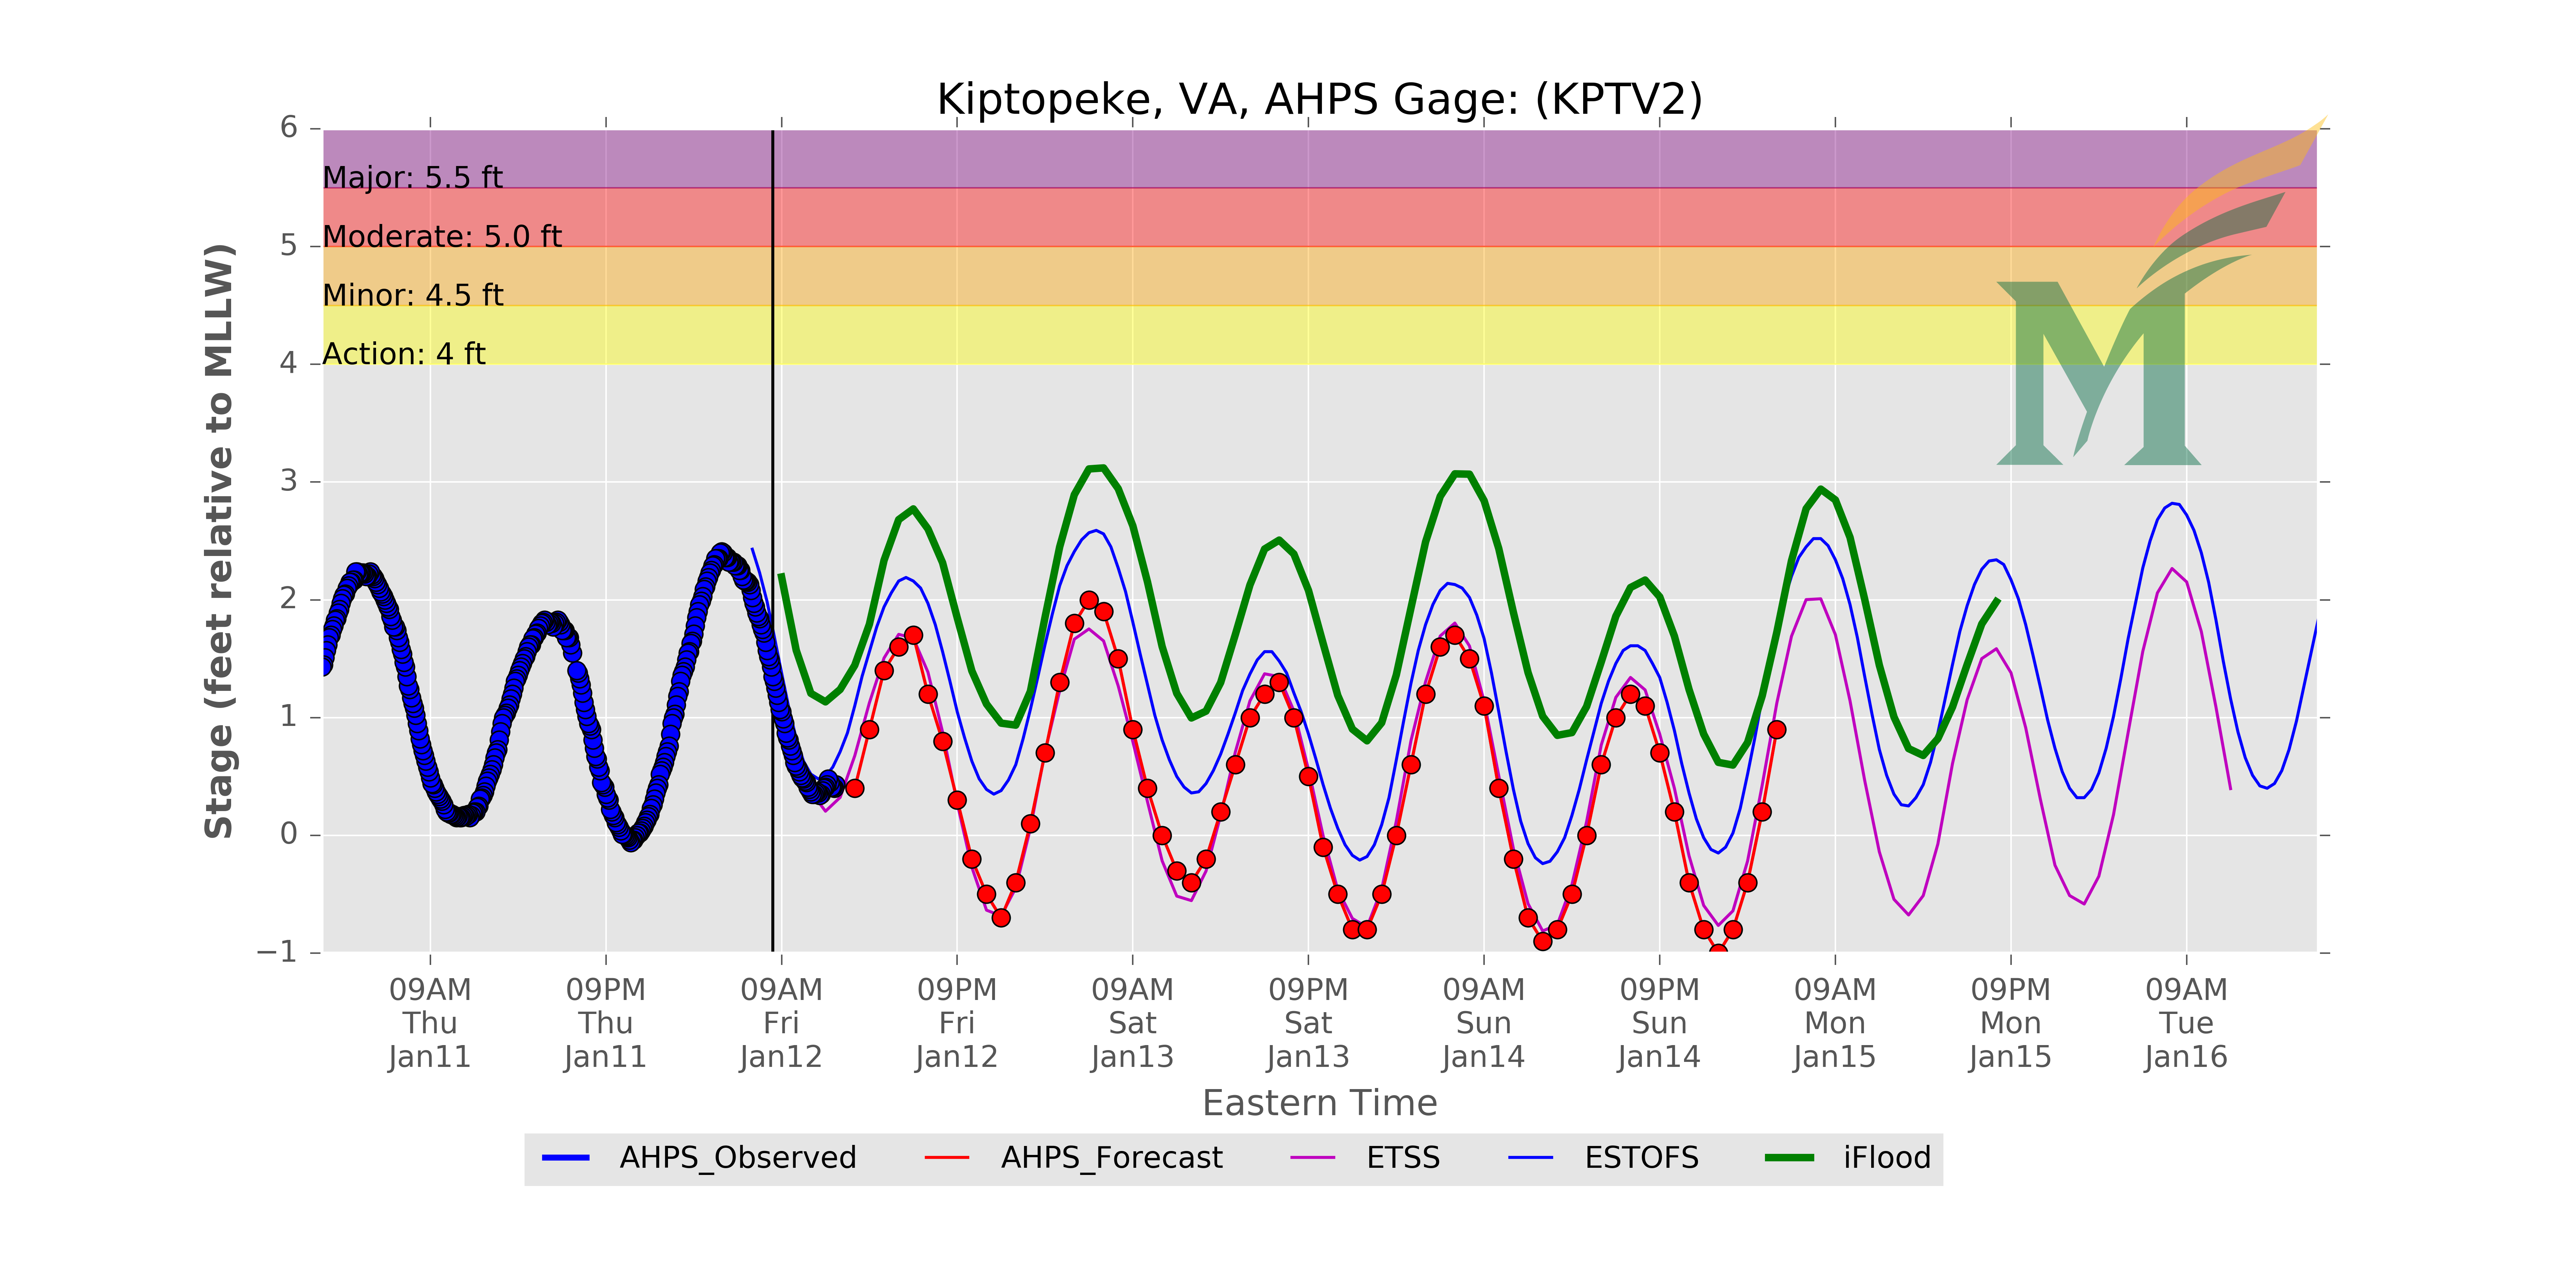 Kiptopeke, VA, AHPS Gage: (KPTV2)
6
5
4
3
2
1
0
−1
Stage (feet relative to MLLW)
Major: 5.5 ft
Moderate: 5.0 ft
Minor: 4.5 ft
Action: 4 ft
M
09AM 09PM 09AM 09PM 09AM 09PM 09AM 09PM 09AM 09PM 09AM
Thu Thu Fri Fri Sat Sat Sun Sun Mon Mon Tue
Jan11 Jan11 Jan12 Jan12 Jan13 Jan13 Jan14 Jan14 Jan15 Jan15 Jan16
Eastern Time
AHPS_Observed AHPS_Forecast ETSS ESTOFS iFlood